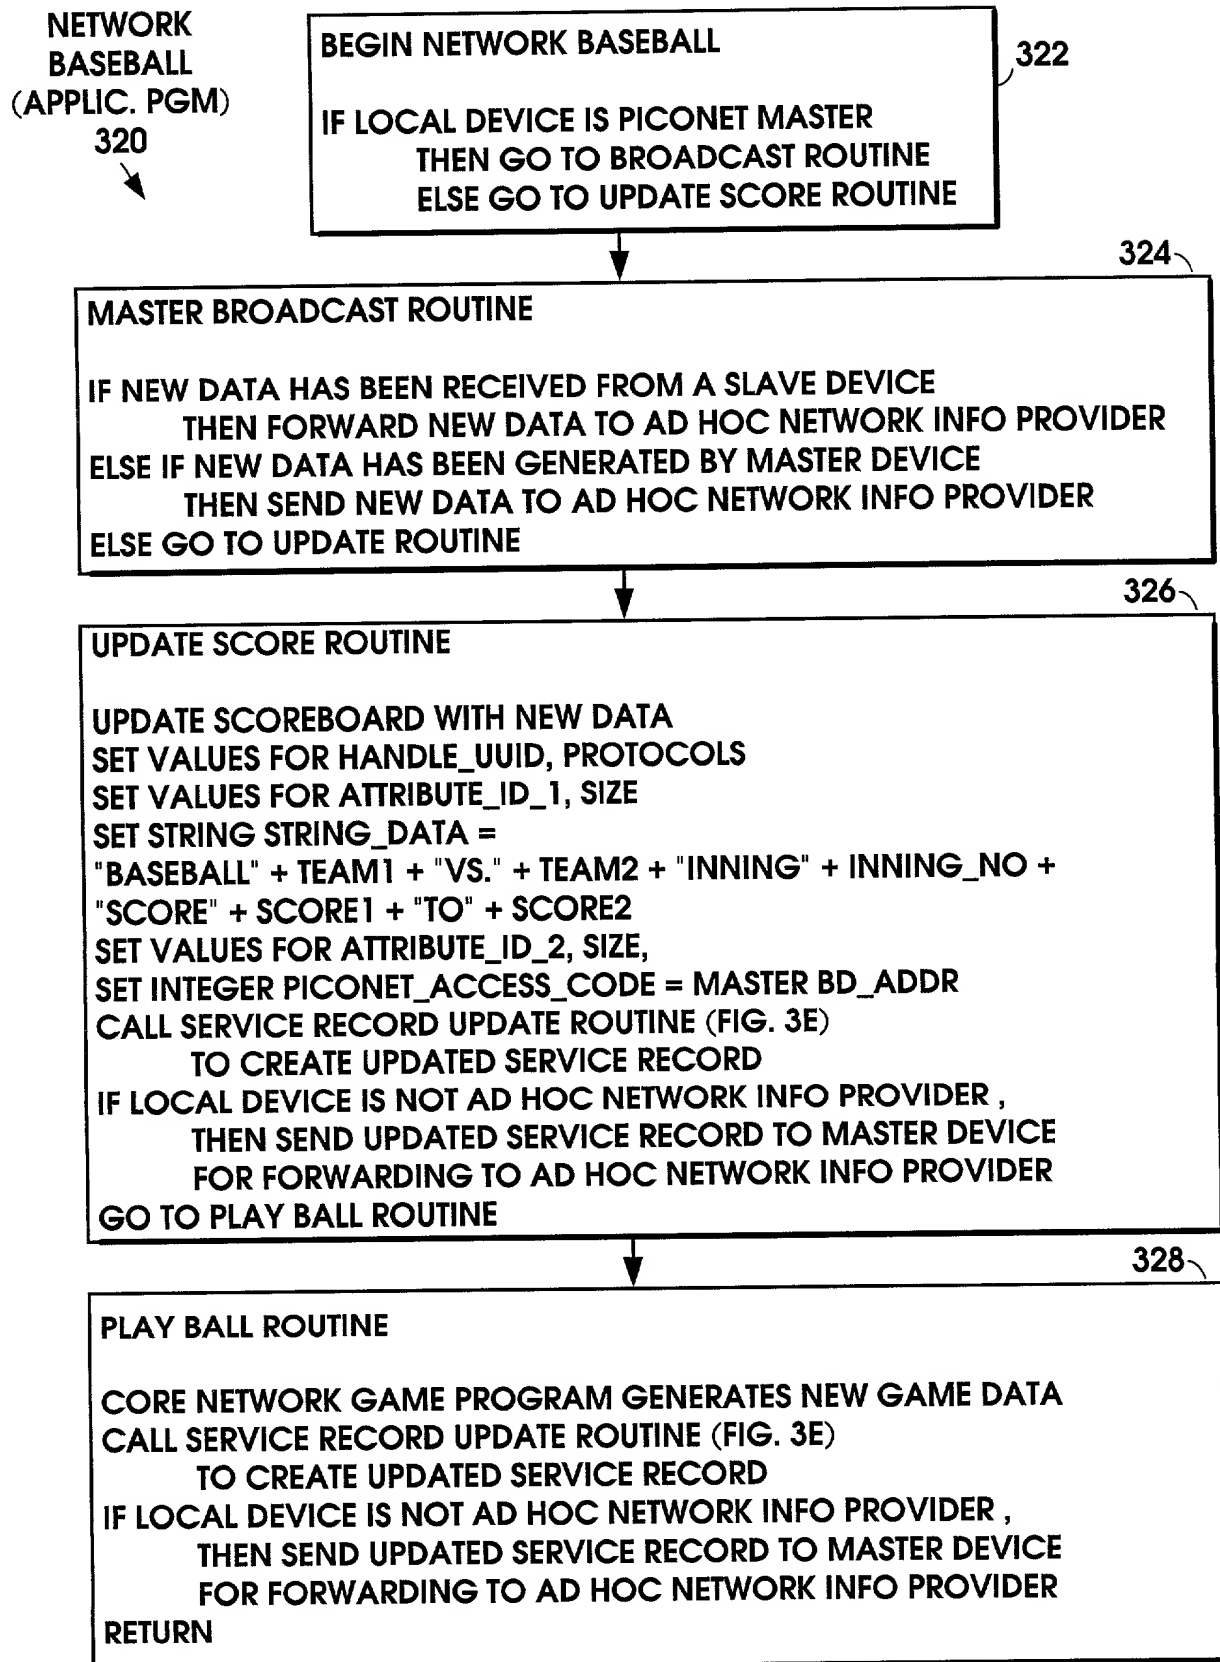 NETWORK
BASEBALL
(APPLIC. PGM)
320
BEGIN NETWORK BASEBALL
322
IF LOCAL DEVICE IS PICONET MASTER
THEN GO TO BROADCAST ROUTINE
ELSE GO TO UPDATE SCORE ROUTINE
324
MASTER BROADCAST ROUTINE
IF NEW DATA HAS BEEN RECEIVED FROM A SLAVE DEVICE
THEN FORWARD NEW DATA TO AD HOC NETWORK INFO PROVIDER
ELSE IF NEW DATA HAS BEEN GENERATED BY MASTER DEVICE
THEN SEND NEW DATA TO AD HOC NETWORK INFO PROVIDER
ELSE GO TO UPDATE ROUTINE
326
UPDATE SCORE ROUTINE
UPDATE SCOREBOARD WITH NEW DATA
SET VALUES FOR HANDLE_UUID, PROTOCOLS
SET VALUES FOR ATTRIBUTE_ID_1, SIZE
SET STRING STRING_DATA =
"BASEBALL" + TEAM1 + "VS." + TEAM2 + "INNING" + INNING_NO +
"SCORE" + SCORE1 + "TO" + SCORE2
SET VALUES FOR ATTRIBUTE_ID_2, SIZE,
SET INTEGER PICONET_ACCESS_CODE = MASTER BD_ADDR
CALL SERVICE RECORD UPDATE ROUTINE (FIG. 3E)
TO CREATE UPDATED SERVICE RECORD
IF LOCAL DEVICE IS NOT AD HOC NETWORK INFO PROVIDER ,
THEN SEND UPDATED SERVICE RECORD TO MASTER DEVICE
FOR FORWARDING TO AD HOC NETWORK INFO PROVIDER
GO TO PLAY BALL ROUTINE
328
PLAY BALL ROUTINE
CORE NETWORK GAME PROGRAM GENERATES NEW GAME DATA
CALL SERVICE RECORD UPDATE ROUTINE (FIG. 3E)
TO CREATE UPDATED SERVICE RECORD
IF LOCAL DEVICE IS NOT AD HOC NETWORK INFO PROVIDER ,
THEN SEND UPDATED SERVICE RECORD TO MASTER DEVICE
FOR FORWARDING TO AD HOC NETWORK INFO PROVIDER
RETURN